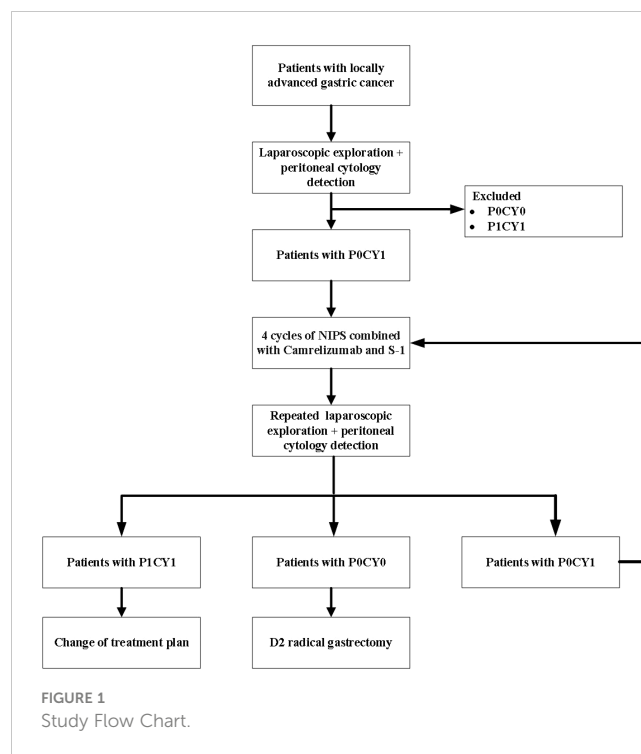 Patients with locally
advanced gastric cancer
Laparoscopic exploration +
peritoneal cytology
detection
Excluded
• P0CY0
• P1CY1
Patients with P0CY1
4 cycles of NIPS combined
with Camrelizumab and S-1
Repeated laparoscopic
exploration + peritoneal
cytology detection
Patients with P1CY1
Patients with P0CY0
Patients with P0CY1
Change of treatment plan
D2 radical gastrectomy
FIGURE 1
Study Flow Chart.